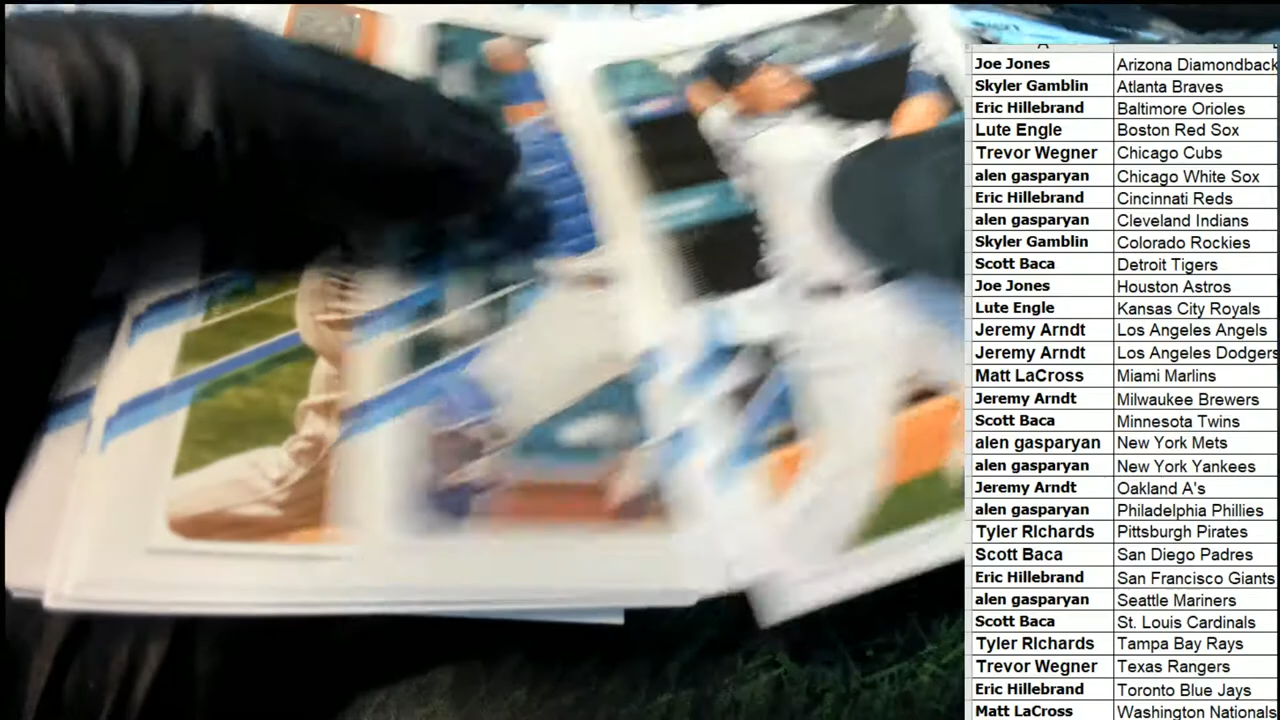 Joe Jones Arizona Diamondback
Skyler Gamblin Atlanta Braves
Eric Hillebrand Baltimore Orioles
Lute Engle Boston Red Sox
Trevor Wegner Chicago Cubs
alen gasparyan Chicago White Sox
Eric Hillebrand Cincinnati Reds
alen gasparyan Cleveland Indians
Skyler Gamblin Colorado Rockies
Scott Baca Detroit Tigers
Joe Jones Houston Astros
Lute Engle Kansas City Royals
Jeremy Arndt Los Angeles Angels
Jeremy Arndt Los Angeles Dodgers
Matt LaCross Miami Marlins
Jeremy Arndt Milwaukee Brewers
Scott Baca Minnesota Twins
alen gasparyan New York Mets
alen gasparyan New York Yankees
Jeremy Arndt Oakland A's
alen gasparyan Philadelphia Phillies
Tyler RIchards Pittsburgh Pirates
Scott Baca San Diego Padres
Eric Hillebrand San Francisco Giants
alen gasparyan Seattle Mariners
Scott Baca St. Louis Cardinals
Tyler RIchards Tampa Bay Rays
Trevor Wegner Texas Rangers
Eric Hillebrand Toronto Blue Jays
Matt LaCross Washington Nationals